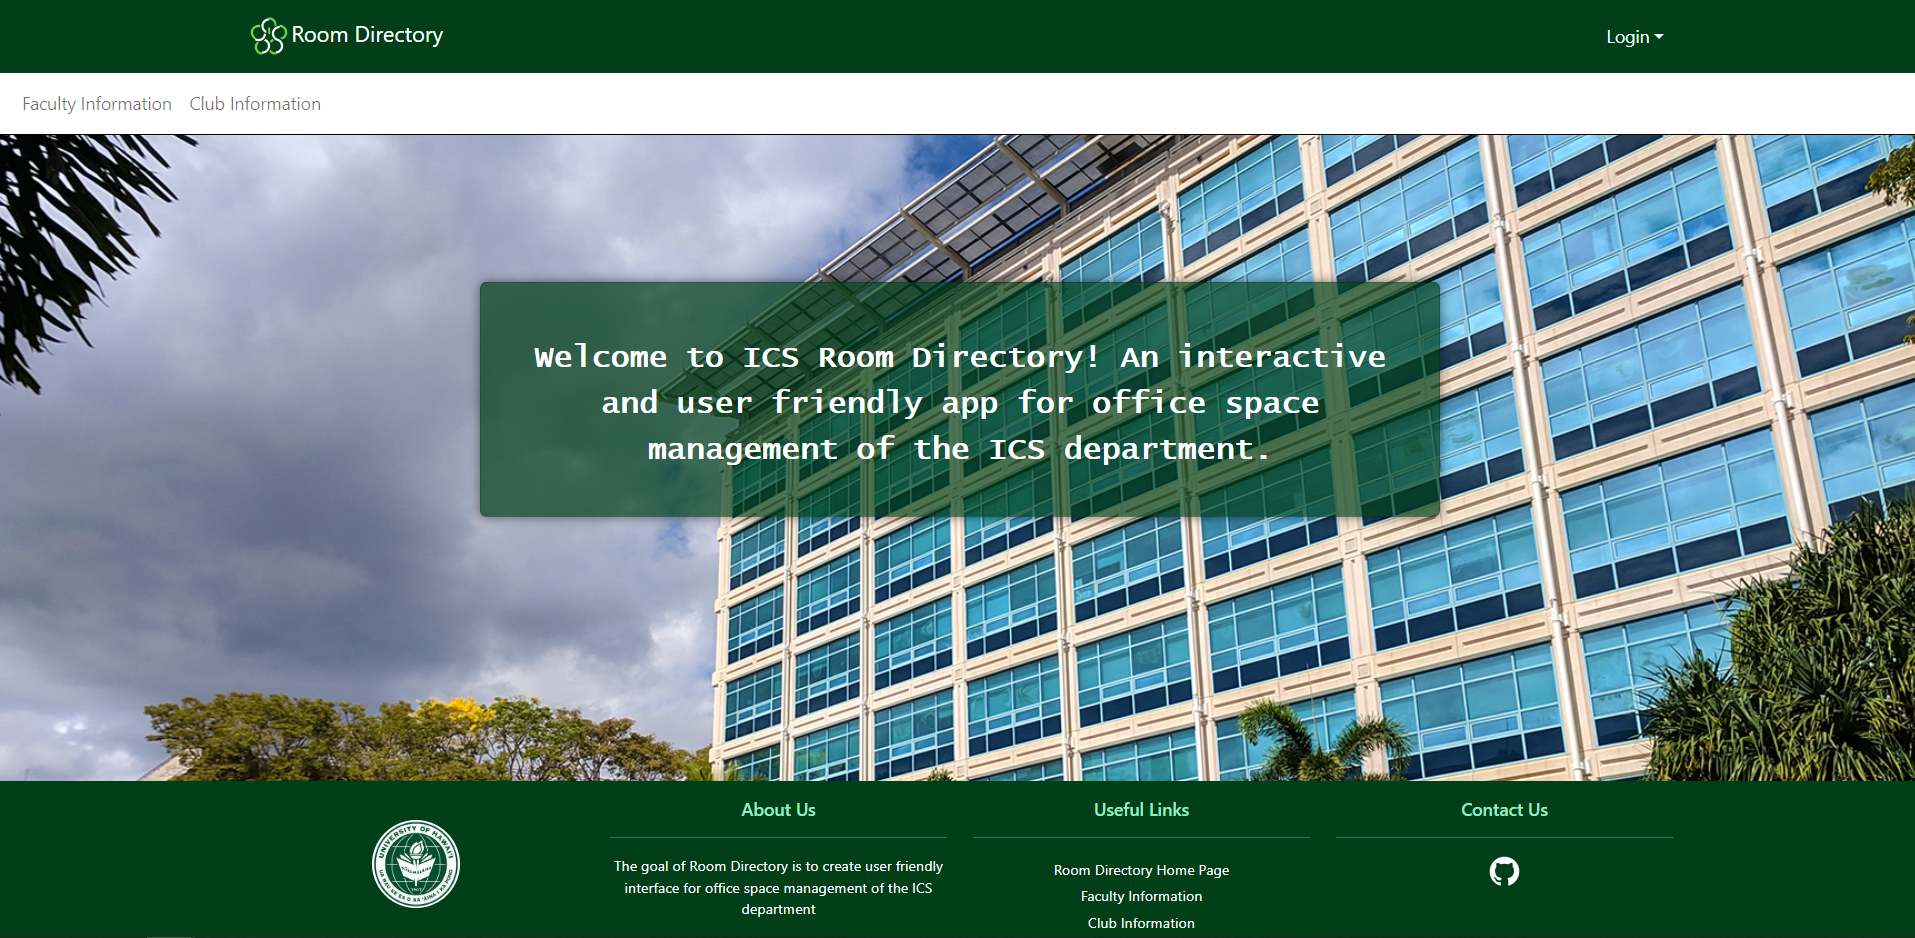 Room Directory
Login
Faculty Information
Club Information
Welcome to ICS Room Directory! An interactive
and user friendly app for office space
management of the ICS department.
UNIVERSITY OF HAWAI'I
About Us
The goal of Room Directory is to create user friendly
interface for office space management of the ICS
department
Useful Links
Room Directory Home Page
Faculty Information
Club Information
Contact Us